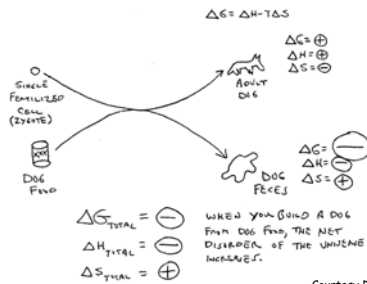 ΔG = ΔH-TΔS
SINGLE
FERTILIZED
CELL
(ZYGOTE)
ADULT
DOG
ΔG = ⊕
ΔH = ⊕
ΔS = ⊖
DOG
FOOD
DOG
FECES
ΔG = ⊖
ΔH = ⊖
ΔS = ⊕
ΔG TOTAL = ⊖
ΔH TOTAL = ⊖
ΔS TOTAL = ⊕
WHEN YOU BUILD A DOG
FROM DOG FOOD, THE NET
DISORDER OF THE UNIVERSE
INCREASES.
Courtesy